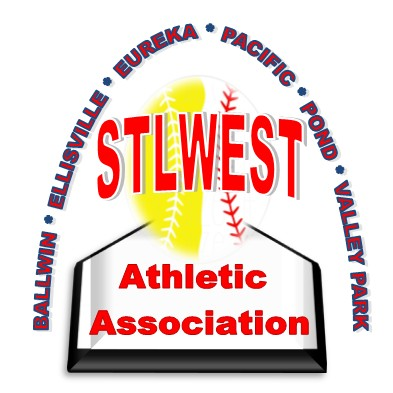 BALLWIN * ELLISVILLE * EUREKA * PACIFIC * POND * VALLEY PARK
STLWEST
Athletic
Association